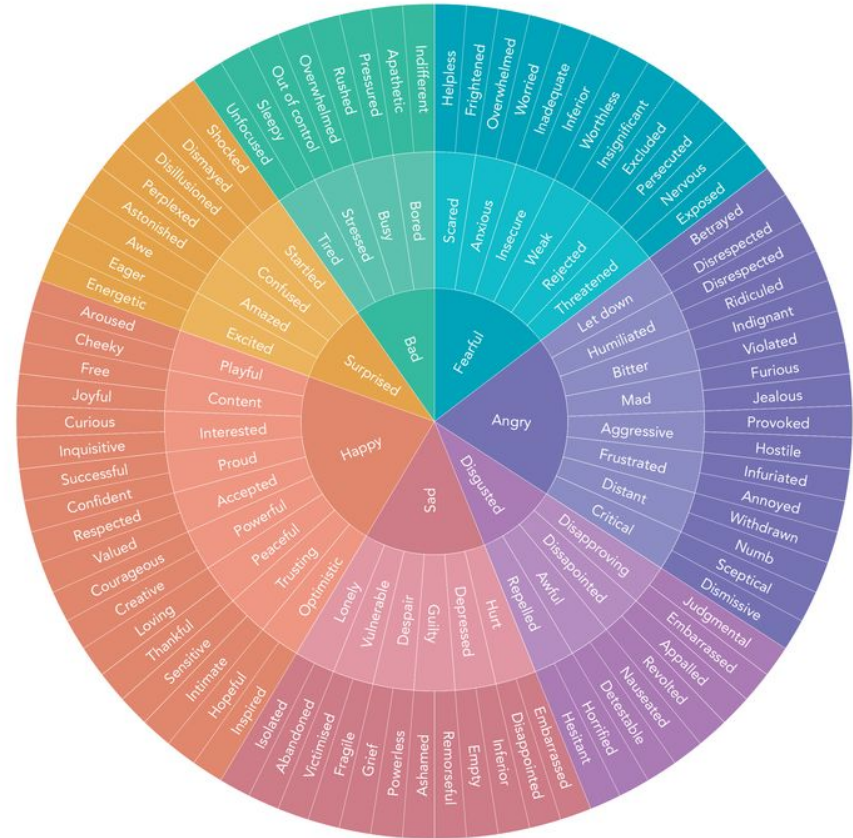 Fearful
Angry
Disgusted
Sad
Happy
Surprised
Bad
Scared
Anxious
Insecure
Weak
Rejected
Threatened
Let down
Humiliated
Bitter
Mad
Aggressive
Frustrated
Distant
Critical
Disapproving
Dissapointed
Awful
Repelled
Hurt
Depressed
Guilty
Despair
Vulnerable
Lonely
Optimistic
Trusting
Peaceful
Powerful
Accepted
Proud
Interested
Content
Playful
Excited
Amazed
Confused
Startled
Tired
Stressed
Busy
Bored
Helpless
Frightened
Overwhelmed
Worried
Inadequate
Inferior
Worthless
Insignificant
Excluded
Persecuted
Nervous
Exposed
Betrayed
Disrespected
Disrespected
Ridiculed
Indignant
Violated
Furious
Jealous
Provoked
Hostile
Infuriated
Annoyed
Withdrawn
Numb
Sceptical
Dismissive
Judgmental
Embarrassed
Appalled
Revolted
Nauseated
Detestable
Horrified
Hesitant
Embarrassed
Disappointed
Inferior
Empty
Remorseful
Ashamed
Powerless
Grief
Fragile
Victimised
Abandoned
Isolated
Inspired
Hopeful
Intimate
Sensitive
Thankful
Loving
Creative
Courageous
Valued
Respected
Confident
Successful
Inquisitive
Curious
Joyful
Free
Cheeky
Aroused
Energetic
Eager
Awe
Astonished
Perplexed
Disillusioned
Dismayed
Shocked
Unfocused
Sleepy
Out of control
Overwhelmed
Rushed
Pressured
Apathetic
Indifferent